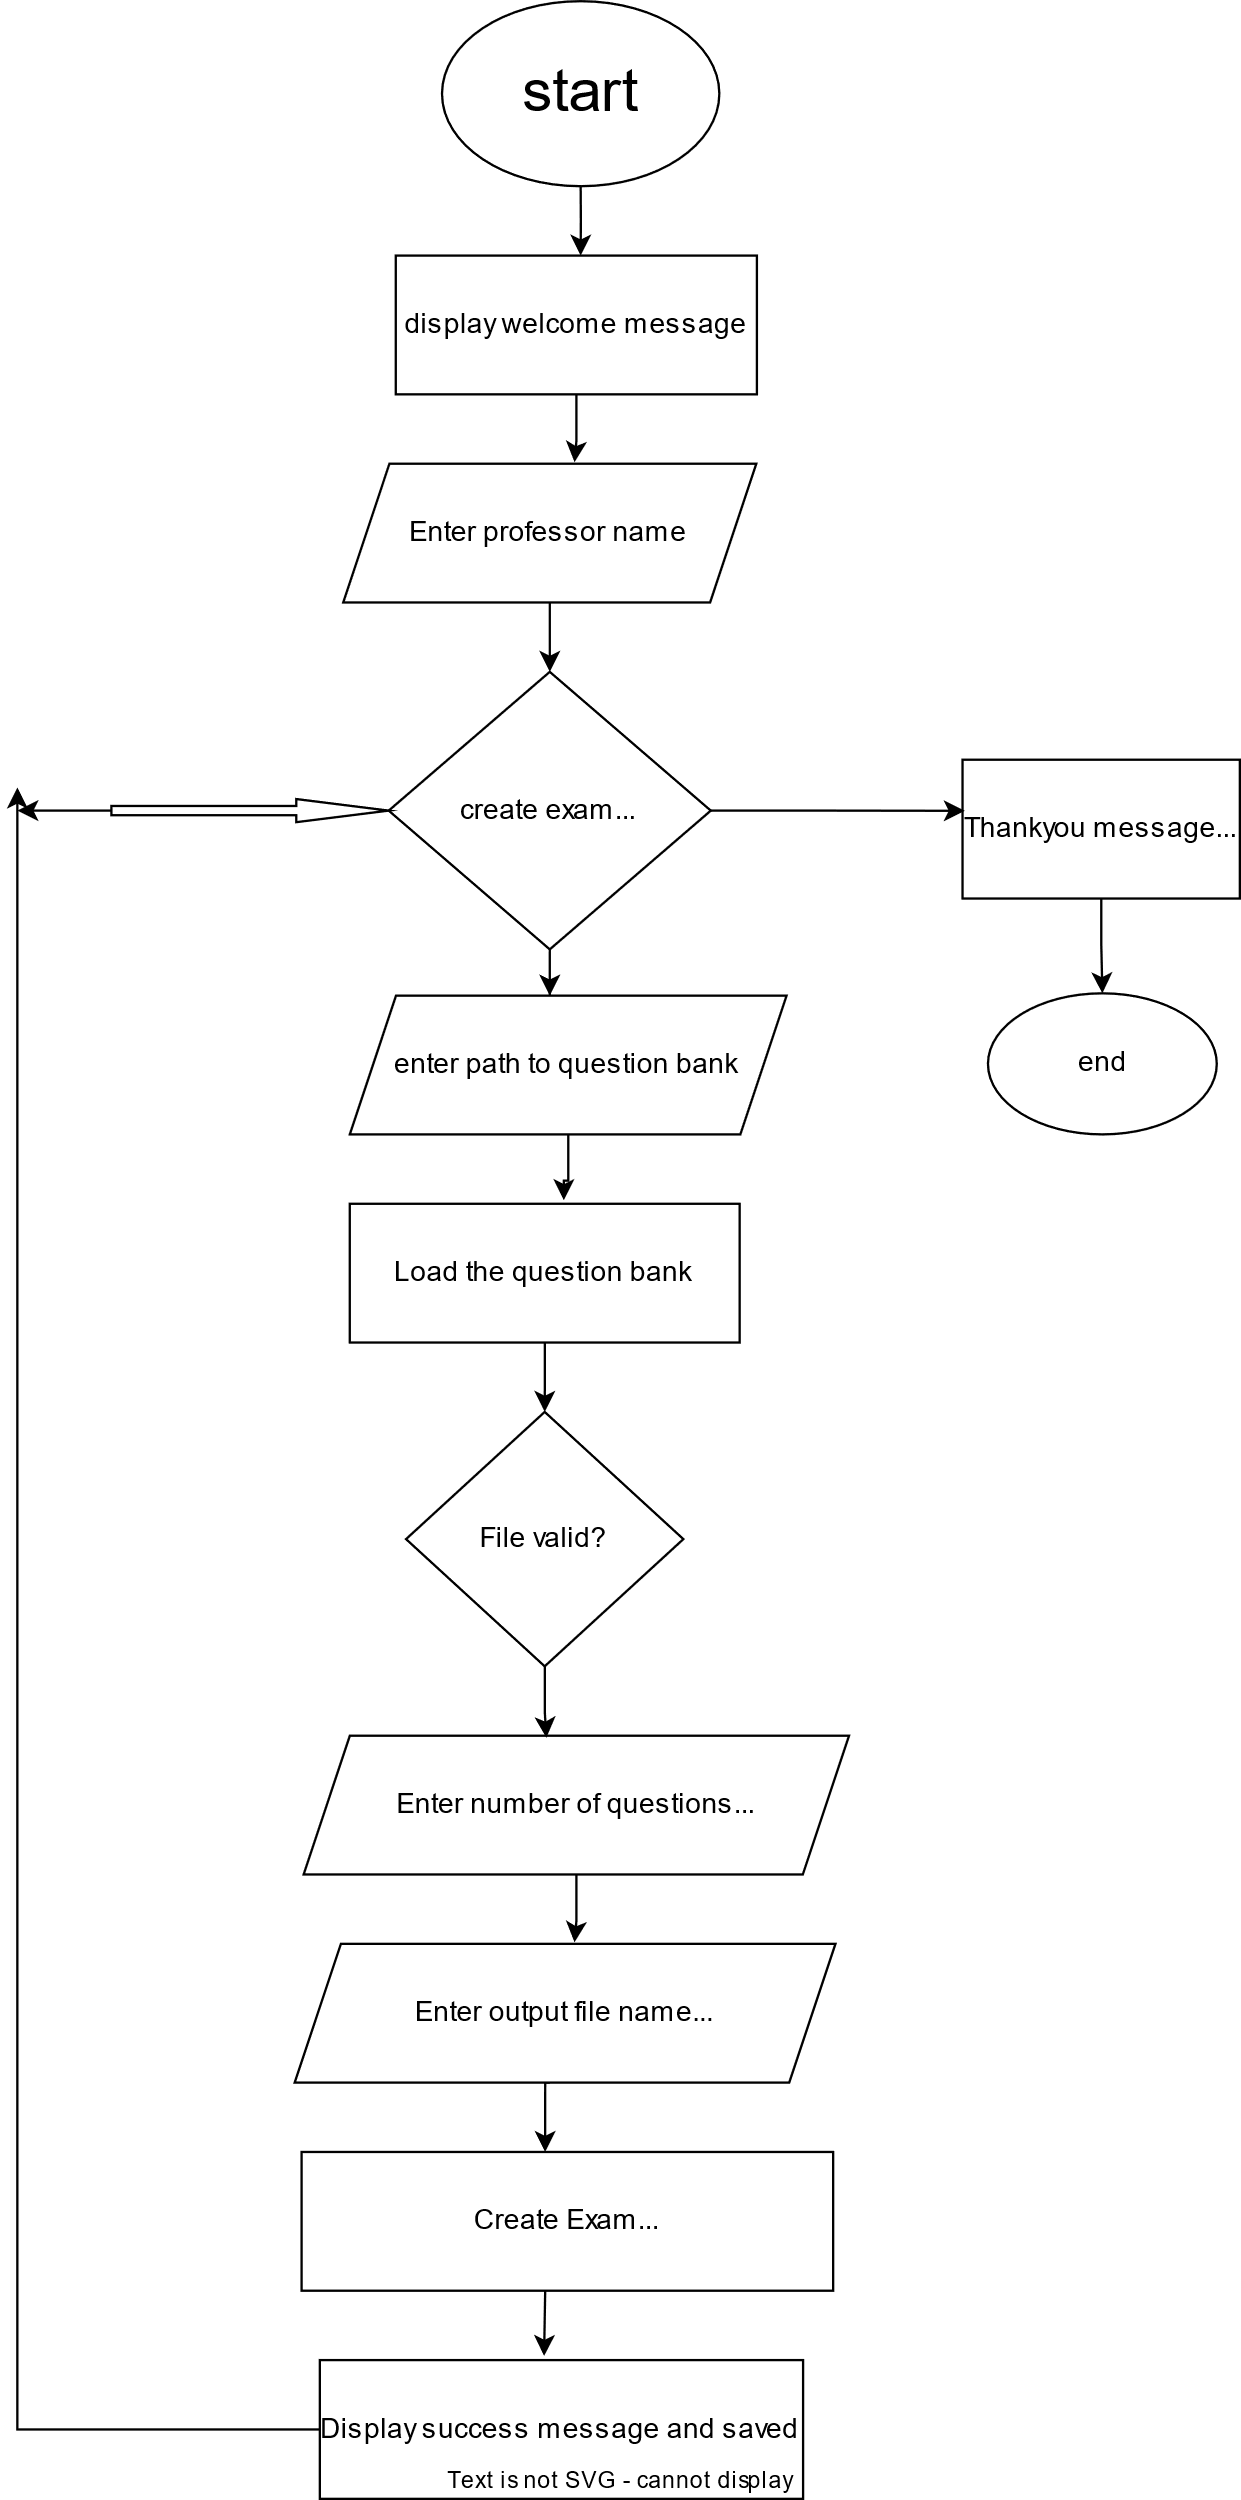 start
display welcome message
Enter professor name
create exam...
Thankyou message...
enter path to question bank
end
Load the question bank
File valid?
Enter number of questions...
Enter output file name...
Create Exam...
Display success message and saved
Text is not SVG - cannot display